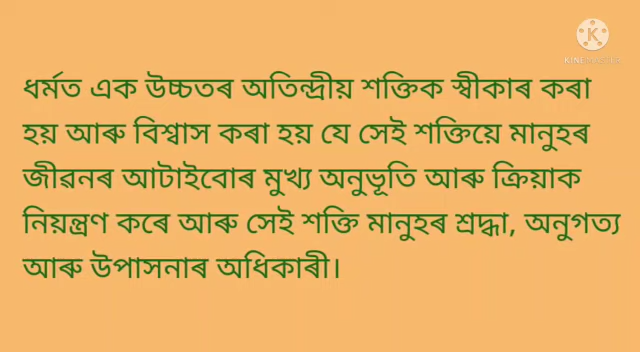 KINEMASTER
ধৰ্মত এক উচ্চতৰ অতিন্দ্ৰীয় শক্তিক স্বীকাৰ কৰা
হয় আৰু বিশ্বাস কৰা হয় যে সেই শক্তিয়ে মানুহৰ
জীৱনৰ আটাইবোৰ মুখ্য অনুভূতি আৰু ক্ৰিয়াক
নিয়ন্ত্ৰণ কৰে আৰু সেই শক্তি মানুহৰ শ্ৰদ্ধা, অনুগত্য
আৰু উপাসনাৰ অধিকাৰী।